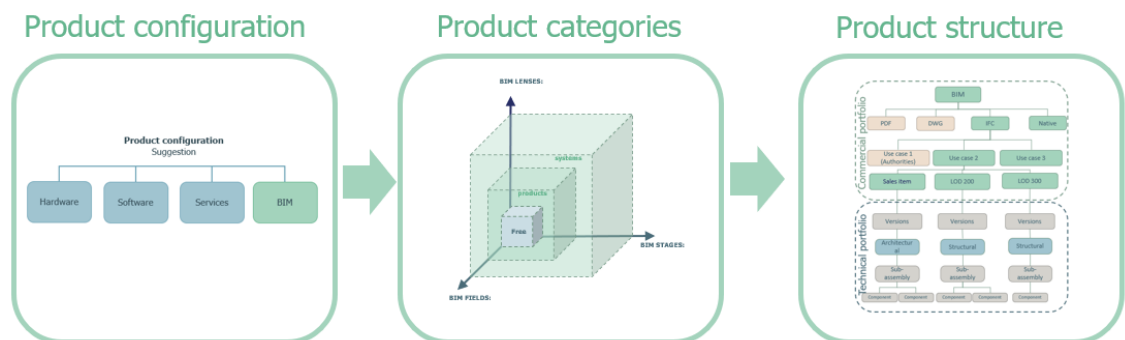 Product configuration
Product categories
Product structure
Product configuration
Suggestion
Hardware
Software
Services
BIM
BIM LENSES:
systems
products
Free
BIM STAGES:
BIM FIELDS:
Commercial portfolio
BIM
PDF
DWG
IFC
Native
Use case 1
(Authorities)
Use case 2
Use case 3
Sales item
LOD 200
LOD 300
Technical portfolio
Versions
Versions
Versions
Architectur
al
Structural
Structural
Sub-
assembly
Sub-
assembly
Sub-
assembly
Component
Component
Component
Component
Component